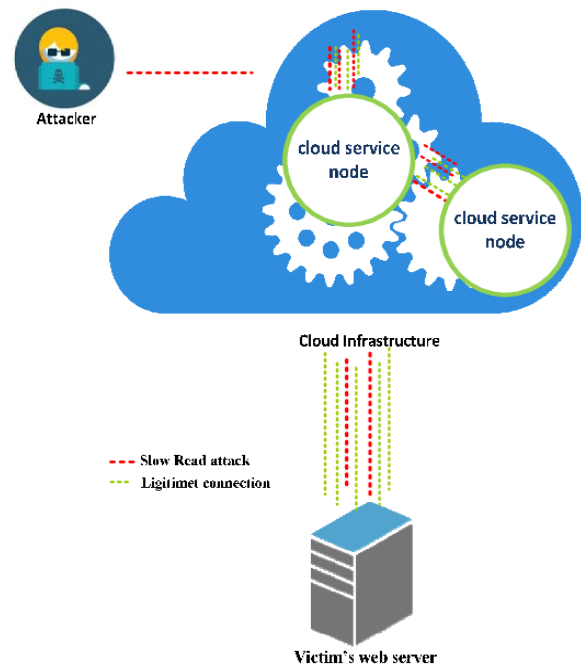 Attacker
cloud service
node
cloud service
node
Cloud Infrastructure
Slow Read attack
Ligitimet connection
Victim's web server